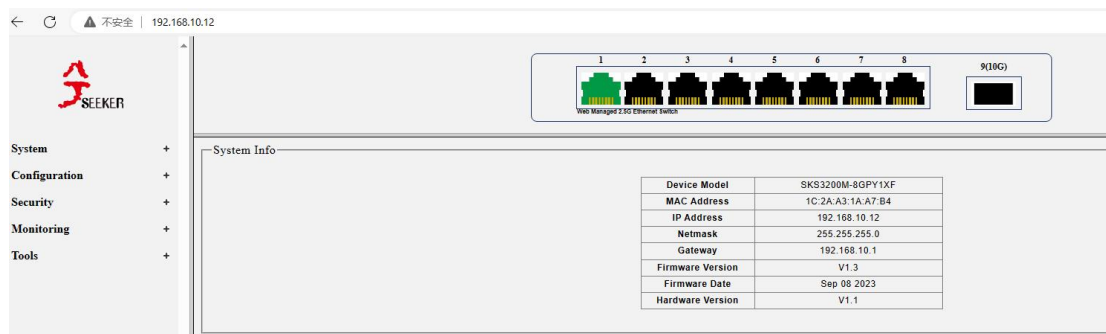 不安全 192.168.10.12
SEEKER
1 2 3 4 5 6 7 8 9(10G)
Web Managed 2.5G Ethernet Switch
System +
Configuration +
Security +
Monitoring +
Tools +
System Info
Device Model SKS3200M-8GPY1XF
MAC Address 1C:2A:A3:1A:A7:B4
IP Address 192.168.10.12
Netmask 255.255.255.0
Gateway 192.168.10.1
Firmware Version V1.3
Firmware Date Sep 08 2023
Hardware Version V1.1